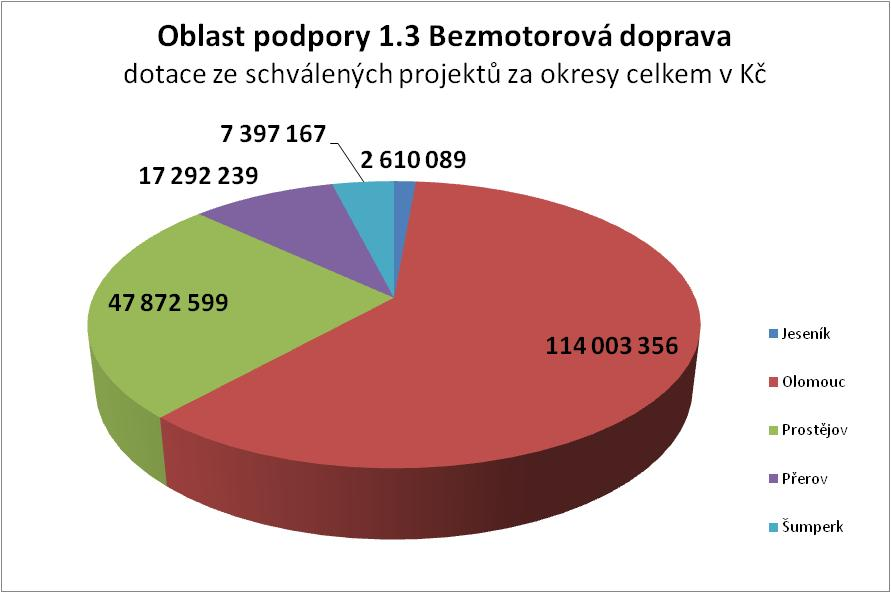 Oblast podpory 1.3 Bezmotorová doprava
dotace ze schválených projektů za okresy celkem v Kč
7 397 167
2 610 089
17 292 239
47 872 599
114 003 356
Jeseník
Olomouc
Prostějov
Přerov
Šumperk